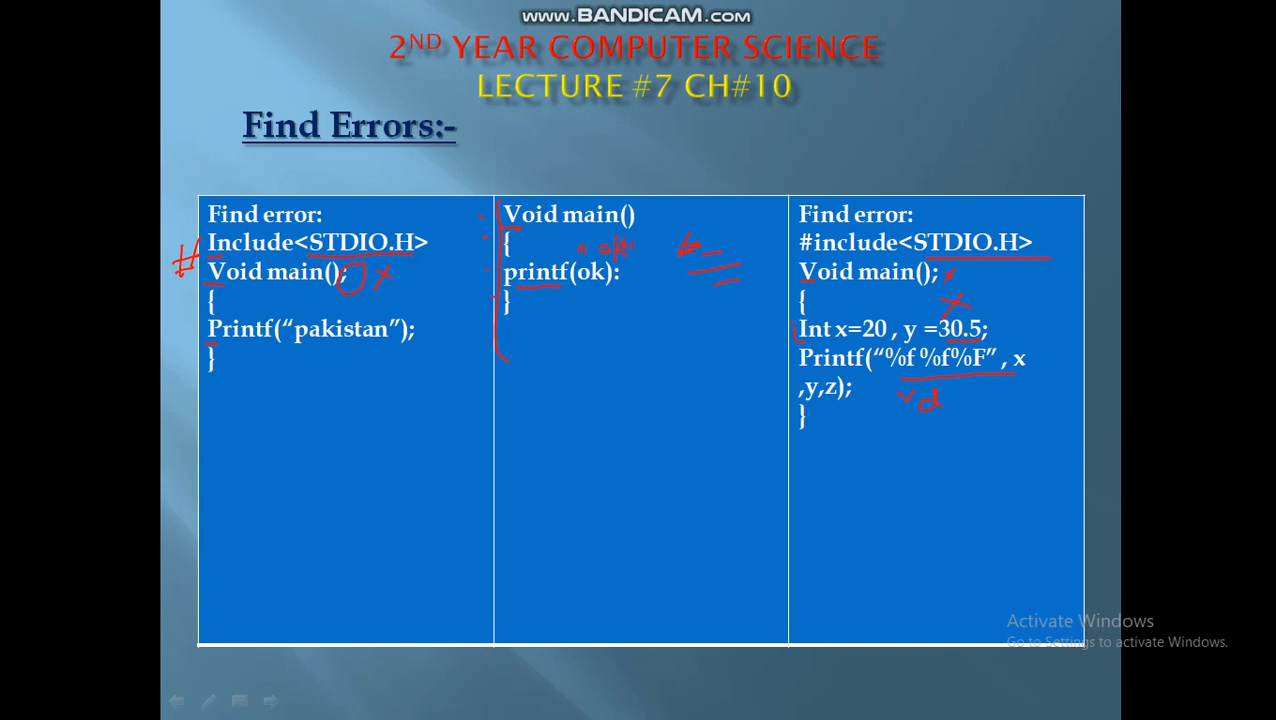 www.BANDICAM.com
2ND YEAR COMPUTER SCIENCE
LECTURE #7 CH#10
Find Errors:-
Find error:
# Include<STDIO.H>
Void main();
{
Printf(“pakistan”);
}
Void main()
{
"ok"
printf(ok):
}
Find error:
#include<STDIO.H>
Void main();
{
Int x=20 , y =30.5;
Printf(“%f %f%F” , x
,y,z);
d
}
Activate Windows
Go to Settings to activate Windows.